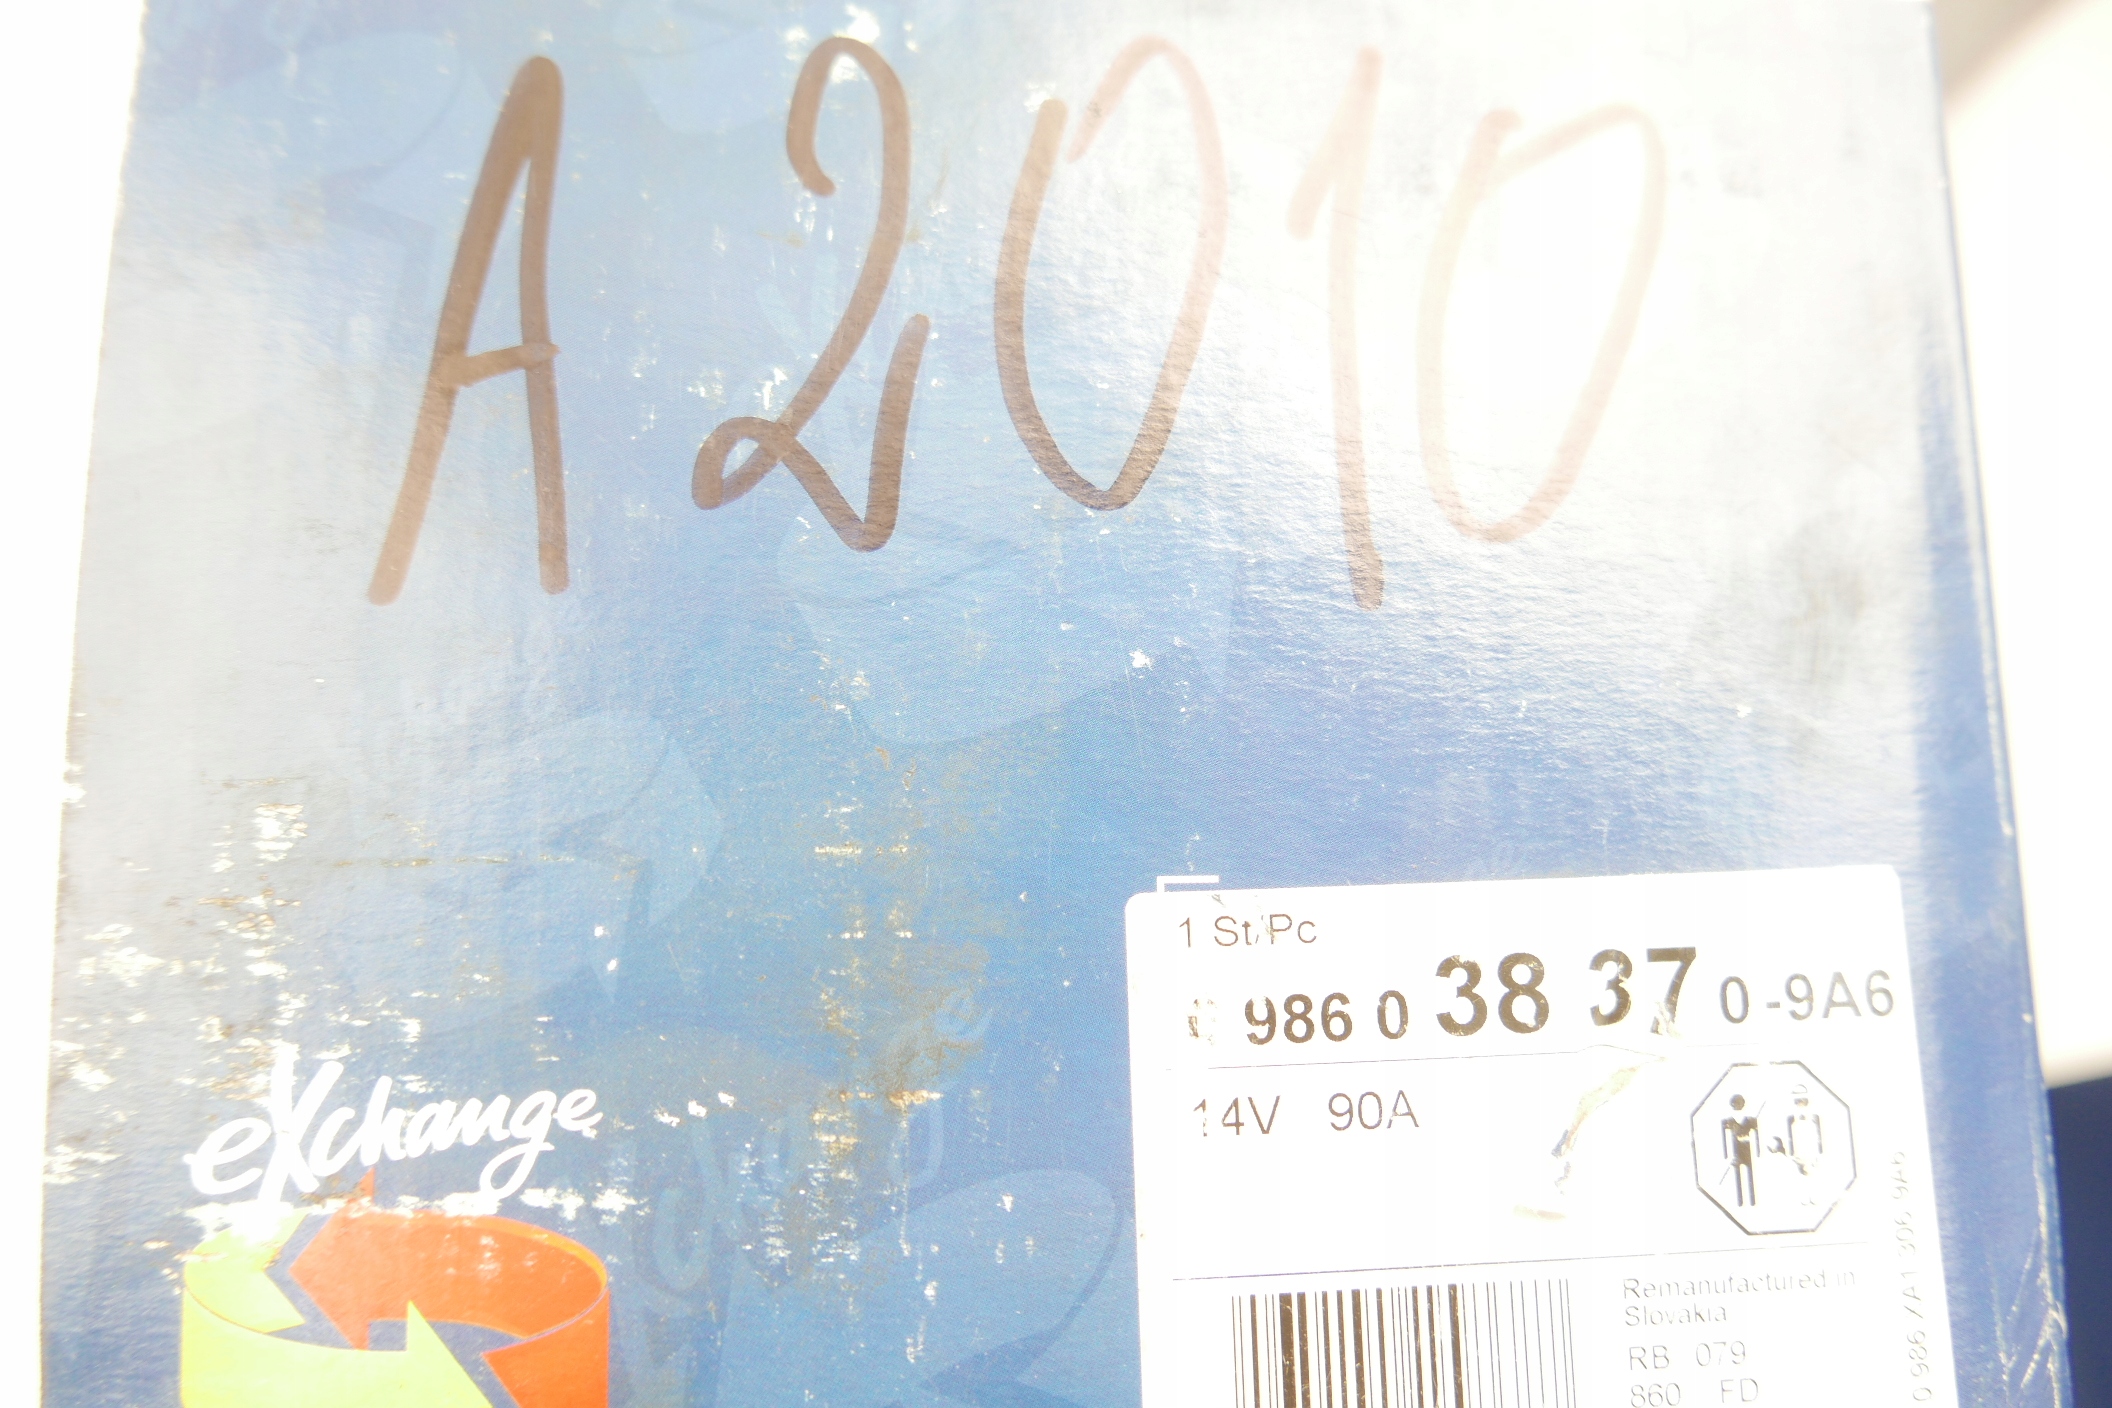 A2010
1 St/Pc
0 986 0 38 37 0 -9A6
14V 90A
eXchange
Remanufactured in
Slovakia
RB 079
860 FD